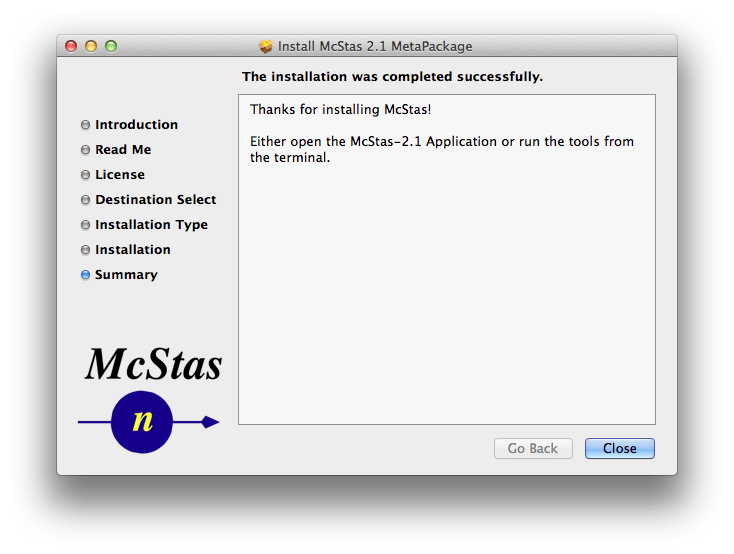 Install McStas 2.1 MetaPackage
The installation was completed successfully.
Introduction
Read Me
License
Destination Select
Installation Type
Installation
Summary
Thanks for installing McStas!
Either open the McStas-2.1 Application or run the tools from
the terminal.
McStas
n
Go Back
Close